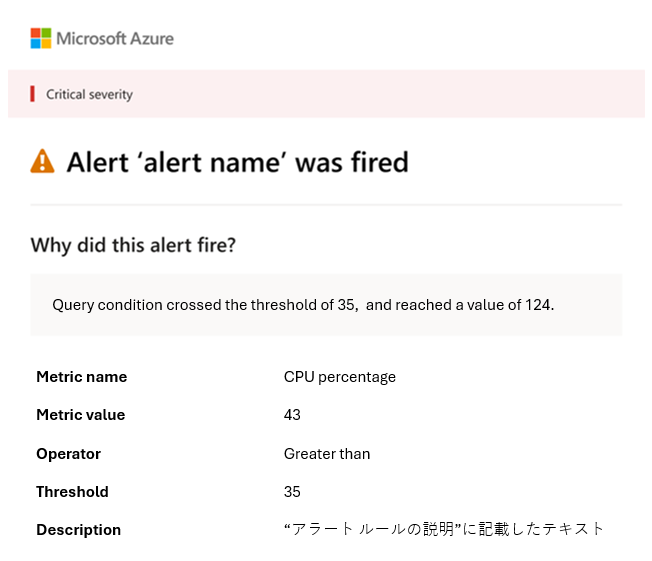 Microsoft Azure
Critical severity
Alert ‘alert name’ was fired
Why did this alert fire?
Query condition crossed the threshold of 35, and reached a value of 124.
Metric name CPU percentage
Metric value 43
Operator Greater than
Threshold 35
Description “アラート ルールの説明”に記載したテキスト